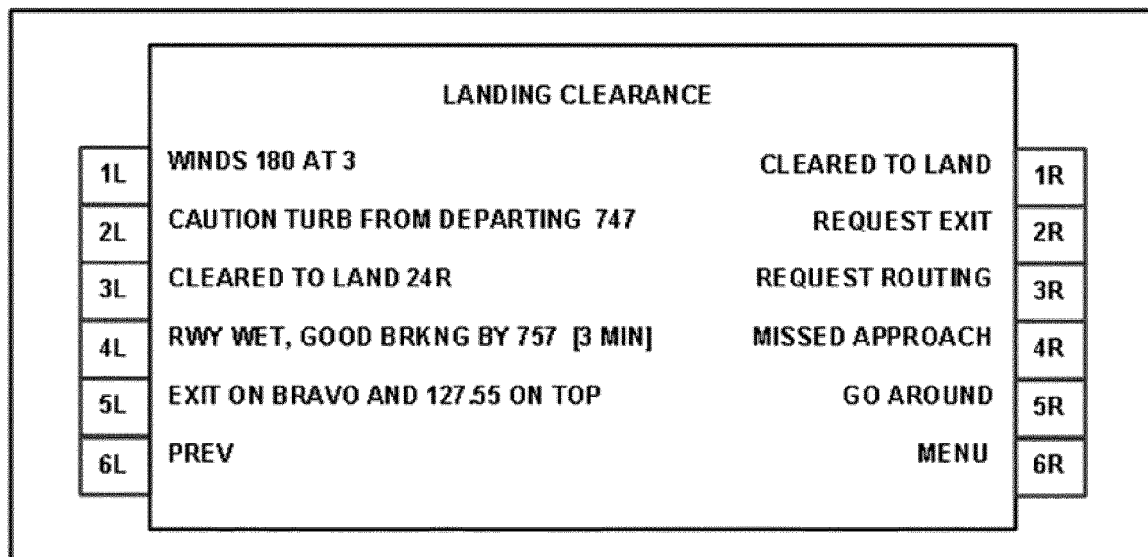 LANDING CLEARANCE
1L WINDS 180 AT 3 CLEARED TO LAND 1R
2L CAUTION TURB FROM DEPARTING 747 REQUEST EXIT 2R
3L CLEARED TO LAND 24R REQUEST ROUTING 3R
4L RWY WET, GOOD BRKNG BY 757 [3 MIN] MISSED APPROACH 4R
5L EXIT ON BRAVO AND 127.55 ON TOP GO AROUND 5R
6L PREV MENU 6R